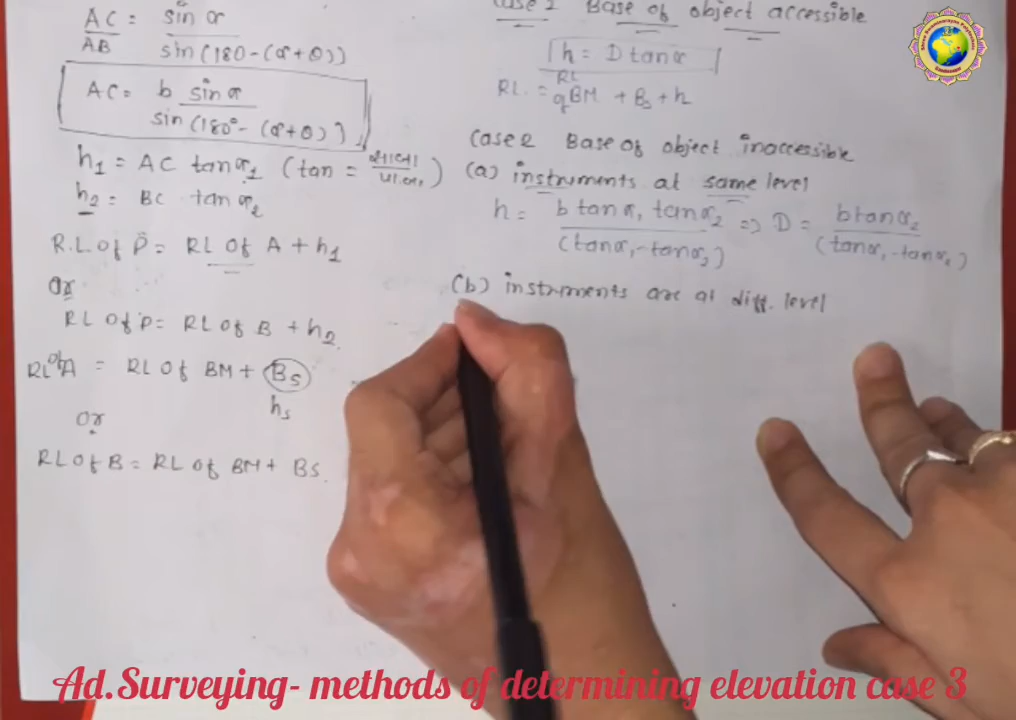 AC = sin α
AB sin (180 - (α + θ))
AC = b sin α
sin (180° - (α + θ))
h1 = AC tan α1 (tan = )
h2 = BC tan α2
R.L of P = RL of A + h1
Or
RL of P = RL of B + h2.
RL of A = RL of BM + BS
hs
Or
RL of B = RL of BM + BS.
case 1 Base of object accessible
h = D tan α
RL. = RL of BM + Bs + h
case 2 Base of object inaccessible
(a) instruments at same level
h = b tan α1 tan α2 ⇒ D = b tan α2
(tan α1 - tan α2) (tan α1 - tan α2)
(b) instruments are at diff. level
Ad.Surveying- methods of determining elevation case 3